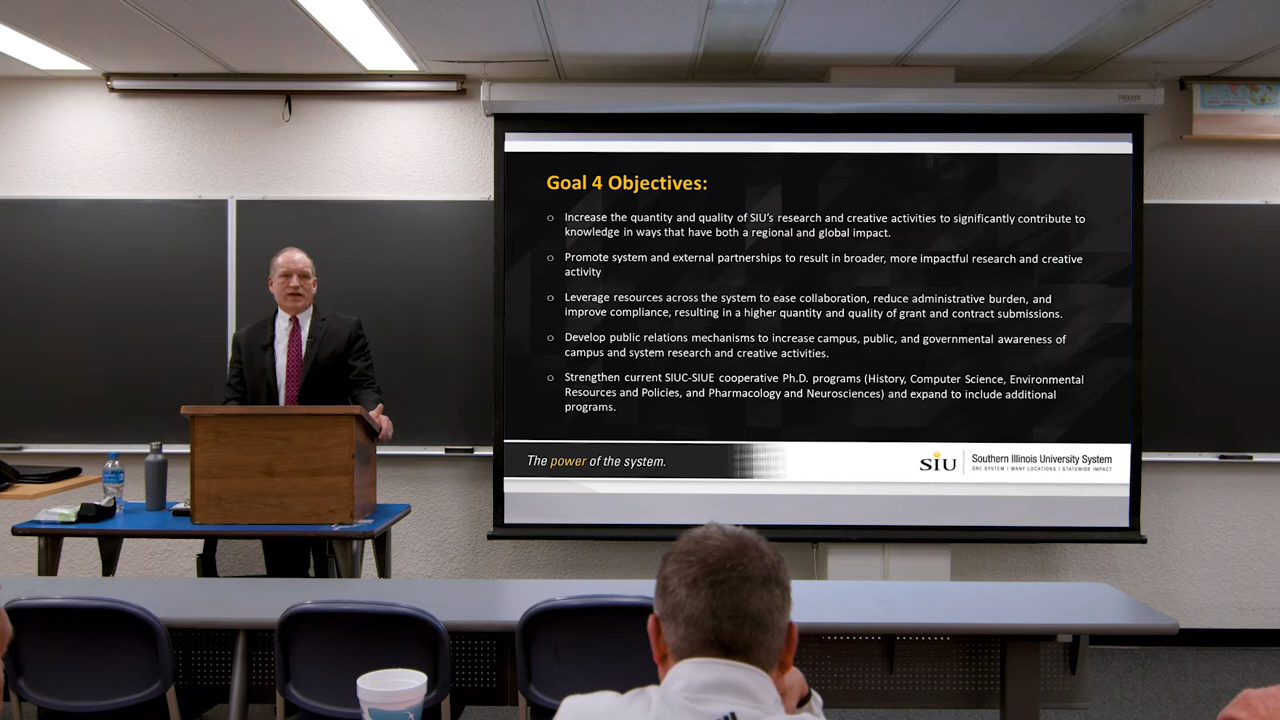 Goal 4 Objectives:
○ Increase the quantity and quality of SIU's research and creative activities to significantly contribute to
knowledge in ways that have both a regional and global impact.
○ Promote system and external partnerships to result in broader, more impactful research and creative
activity
○ Leverage resources across the system to ease collaboration, reduce administrative burden, and
improve compliance, resulting in a higher quantity and quality of grant and contract submissions.
○ Develop public relations mechanisms to increase campus, public, and governmental awareness of
campus and system research and creative activities.
○ Strengthen current SIUC-SIUE cooperative Ph.D. programs (History, Computer Science, Environmental
Resources and Policies, and Pharmacology and Neurosciences) and expand to include additional
programs.
The power of the system.
SIU
Southern Illinois University System
ONE SYSTEM | MANY LOCATIONS | STATEWIDE IMPACT